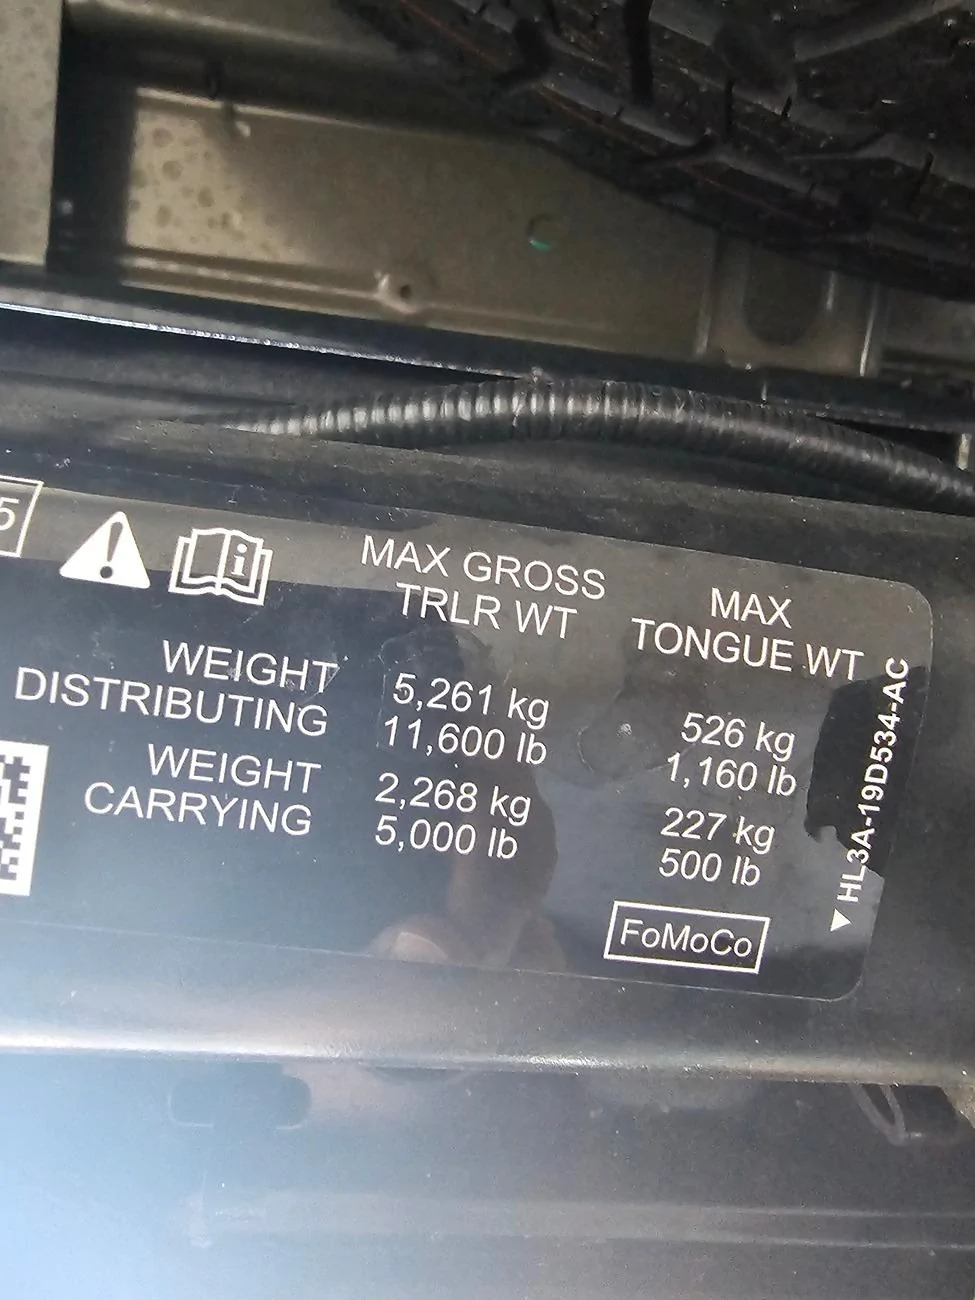 5
MAX GROSS
TRLR WT
MAX
TONGUE WT
WEIGHT
DISTRIBUTING
5,261 kg
11,600 lb
526 kg
1,160 lb
WEIGHT
CARRYING
2,268 kg
5,000 lb
227 kg
500 lb
FoMoCo
HL3A-19D534-AC